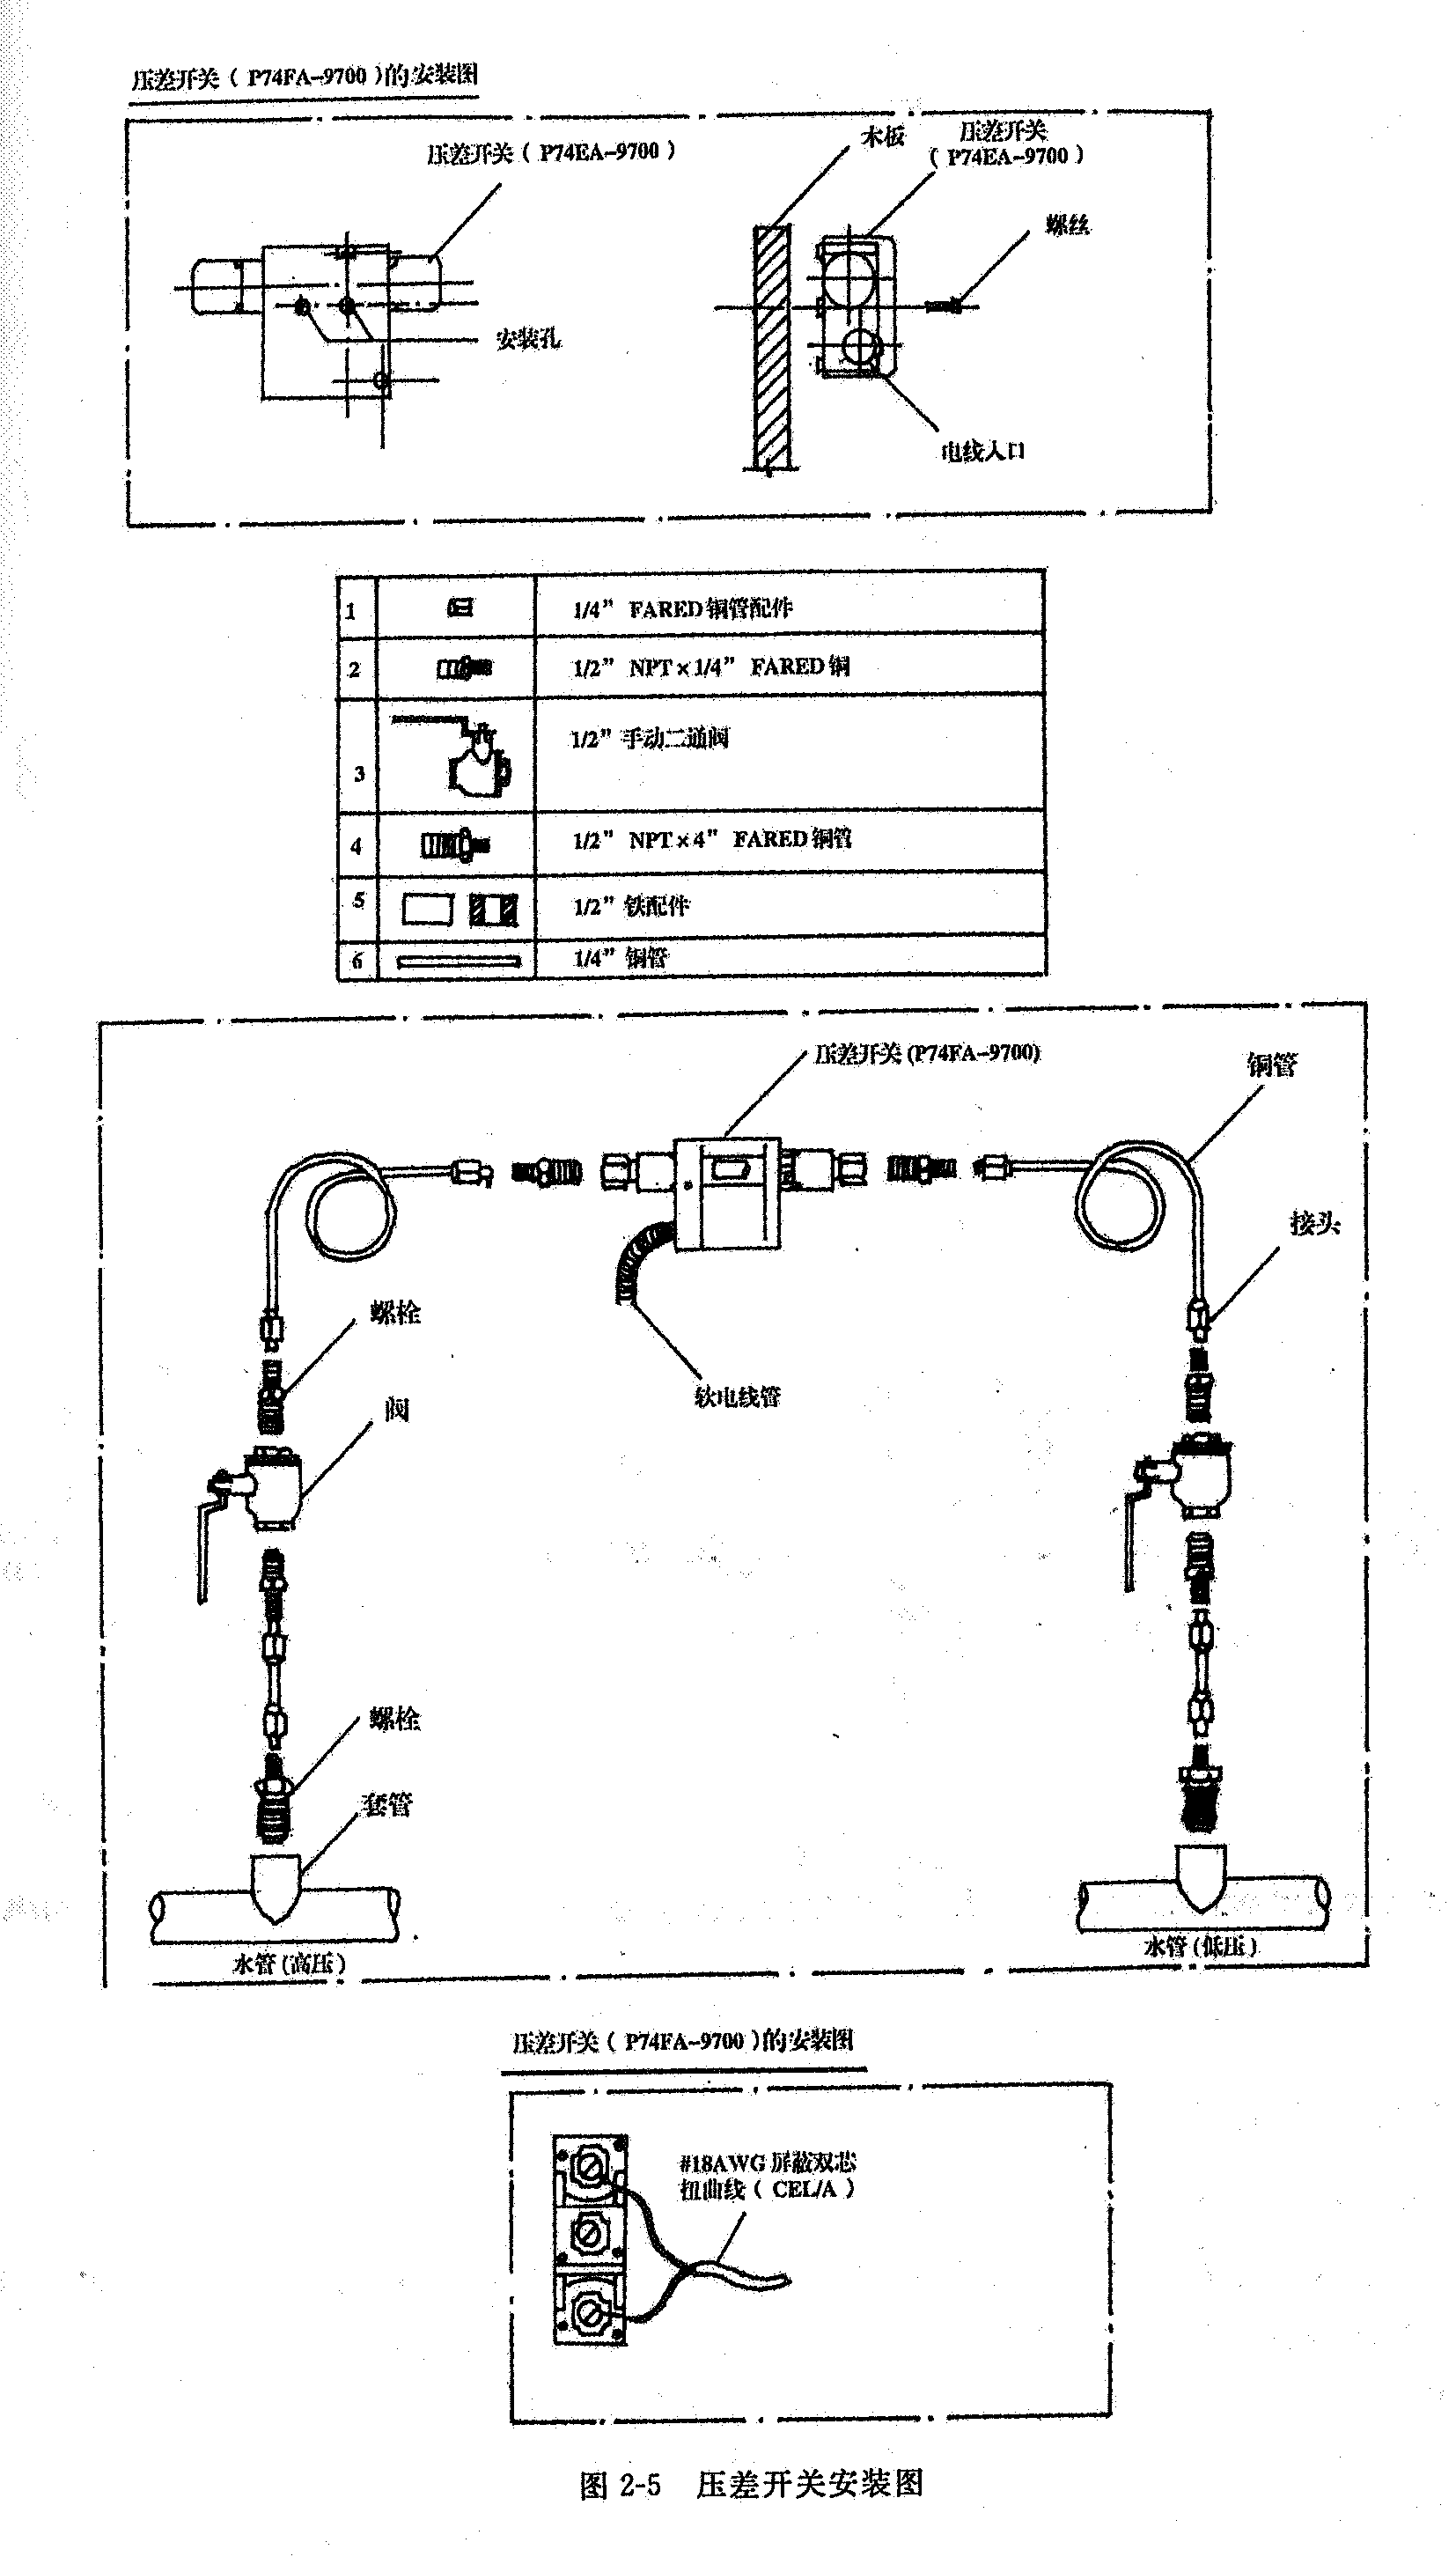 压差开关（P74FA-9700）的安装图
压差开关（P74EA-9700）
木板
压差开关
（P74EA-9700）
螺丝
安装孔
电线入口
1 1/4” FARED铜管配件
2 1/2” NPT×1/4” FARED铜
3 1/2”手动二通阀
4 1/2” NPT×4” FARED铜管
5 1/2”铁配件
6 1/4”铜管
压差开关(P74FA-9700)
铜管
接头
螺栓
阀
软电线管
螺栓
套管
水管(高压)
水管(低压)
压差开关（P74FA-9700）的安装图
#18AWG屏蔽双芯
扭曲线（CEL/A）
图 2-5 压差开关安装图